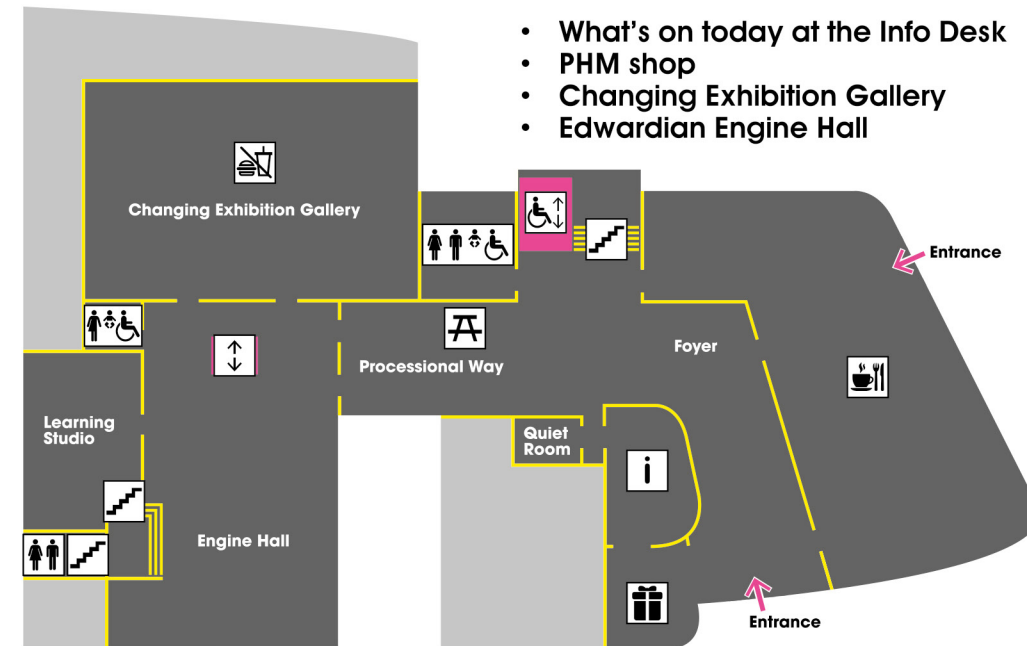 • What's on today at the Info Desk
• PHM shop
• Changing Exhibition Gallery
• Edwardian Engine Hall
Changing Exhibition Gallery
Entrance
Foyer
Processional Way
Learning
Studio
Quiet
Room
i
Engine Hall
Entrance